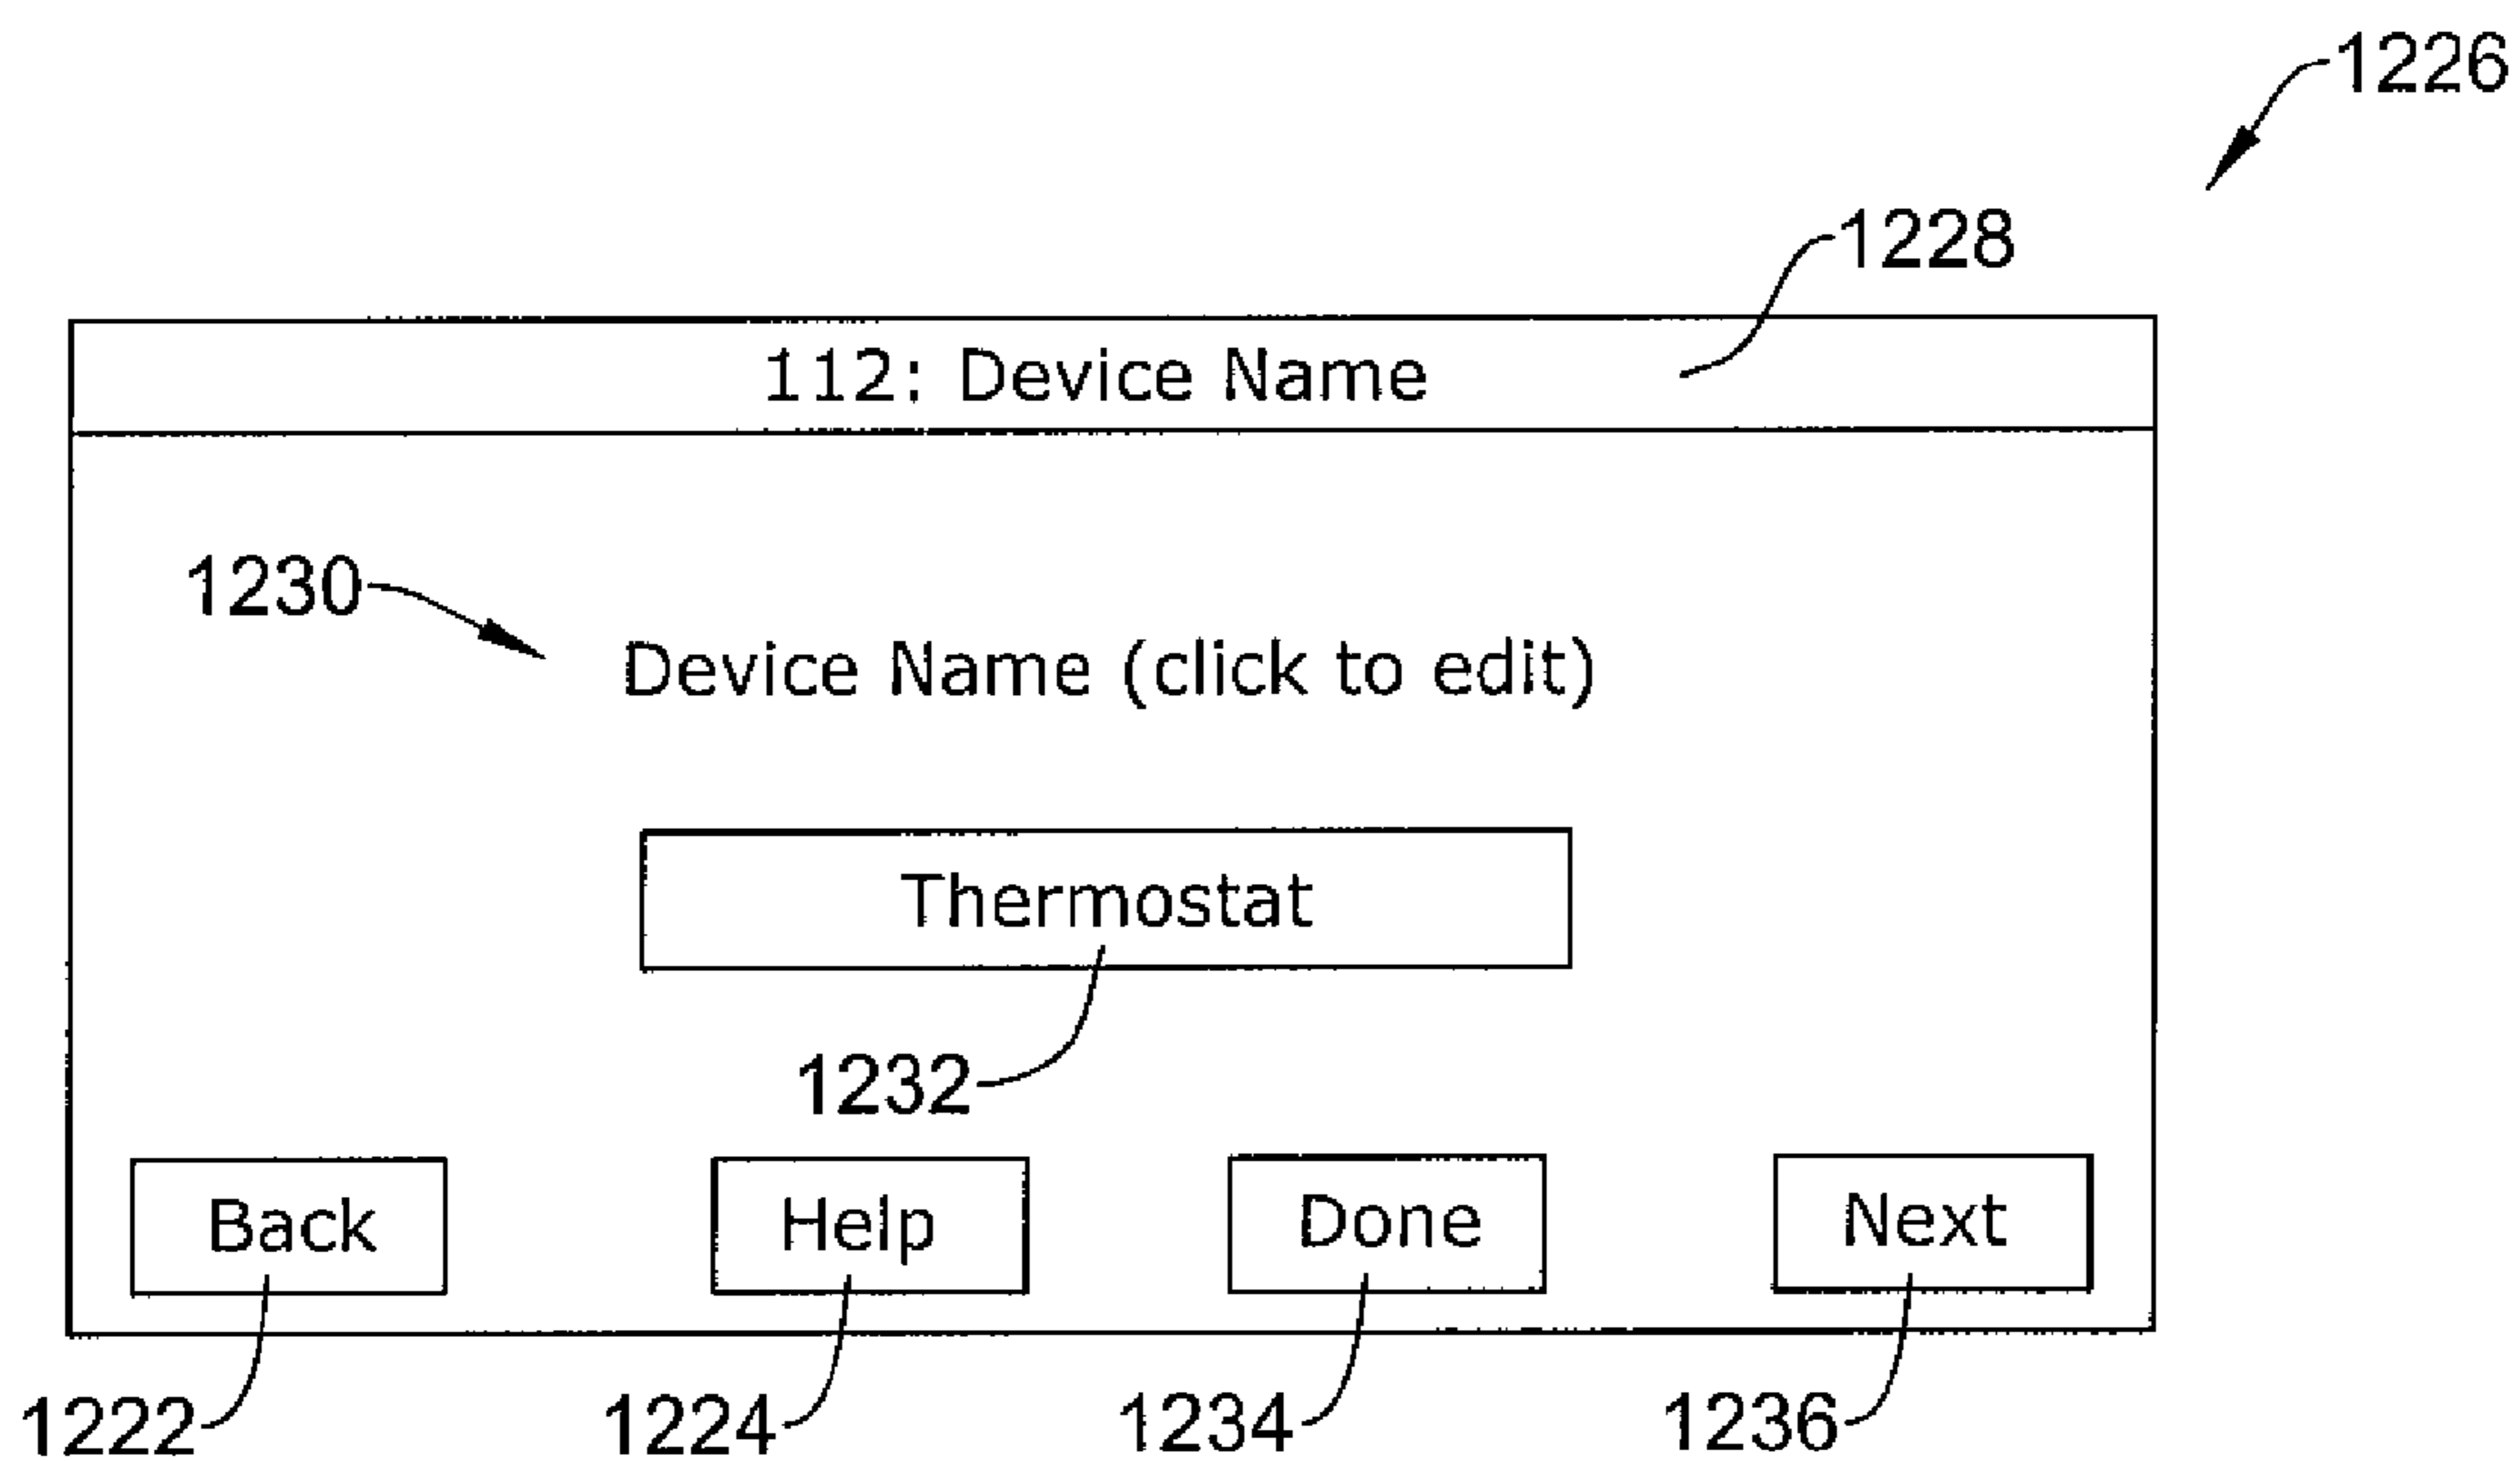 1226
1228
112: Device Name
1230
Device Name (click to edit)
Thermostat
1232
Back Help Done Next
1222 1224 1234 1236